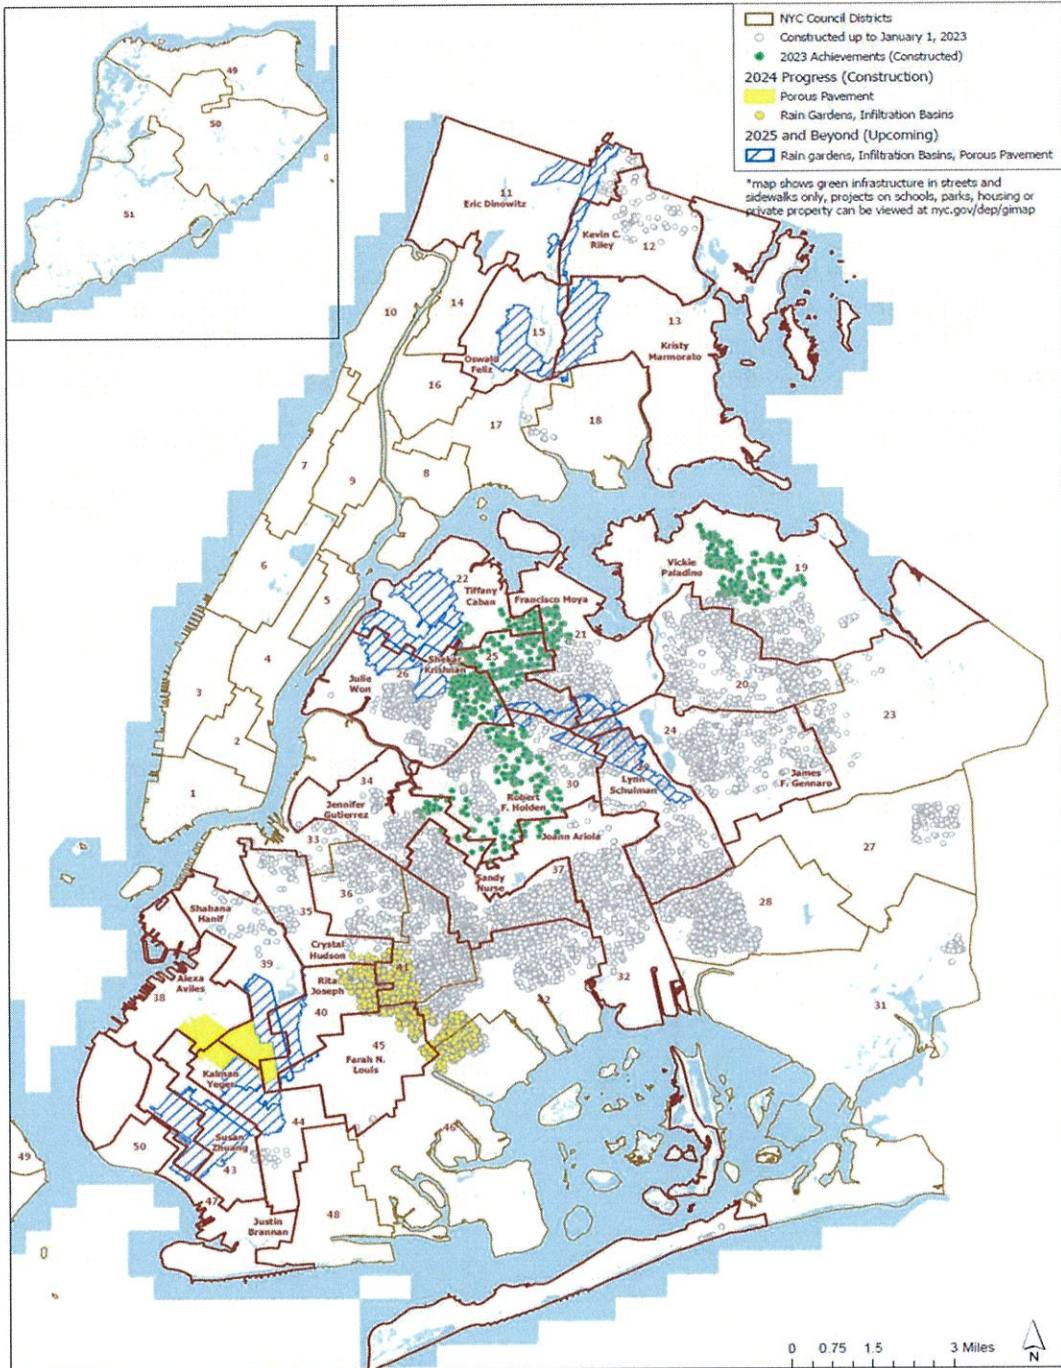 NYC Council Districts
Constructed up to January 1, 2023
2023 Achievements (Constructed)
2024 Progress (Construction)
Porous Pavement
Rain Gardens, Infiltration Basins
2025 and Beyond (Upcoming)
Rain gardens, Infiltration Basins, Porous Pavement
*map shows green infrastructure in streets and
sidewalks only, projects on schools, parks, housing or
private property can be viewed at nyc.gov/dep/gimap
49
50
51
11
Eric Dinowitz
Kevin C.
Riley
12
10
14
15
13
Kristy
Marmorato
Oswald
Feliz
16
17
18
7
9
8
6
5
22
Tiffany
Caban
Vickie
Paladino
19
Francisco Moya
21
25
Shekar
Krishnan
Julie
Won
26
4
3
2
1
20
23
24
James
F. Gennaro
29
Lynn
Schulman
30
Robert
F. Holden
34
Jennifer
Gutierrez
33
Joann Ariola
Sandy
Nurse
37
27
28
36
35
Shahana
Hanif
Crystal
Hudson
39
Alexa
Aviles
38
Rita
Joseph
40
41
42
32
31
45
Farah N.
Louis
Kalman
Yeger
44
46
Susan
Zhuang
43
50
49
47
48
Justin
Brannan
0 0.75 1.5 3 Miles
N